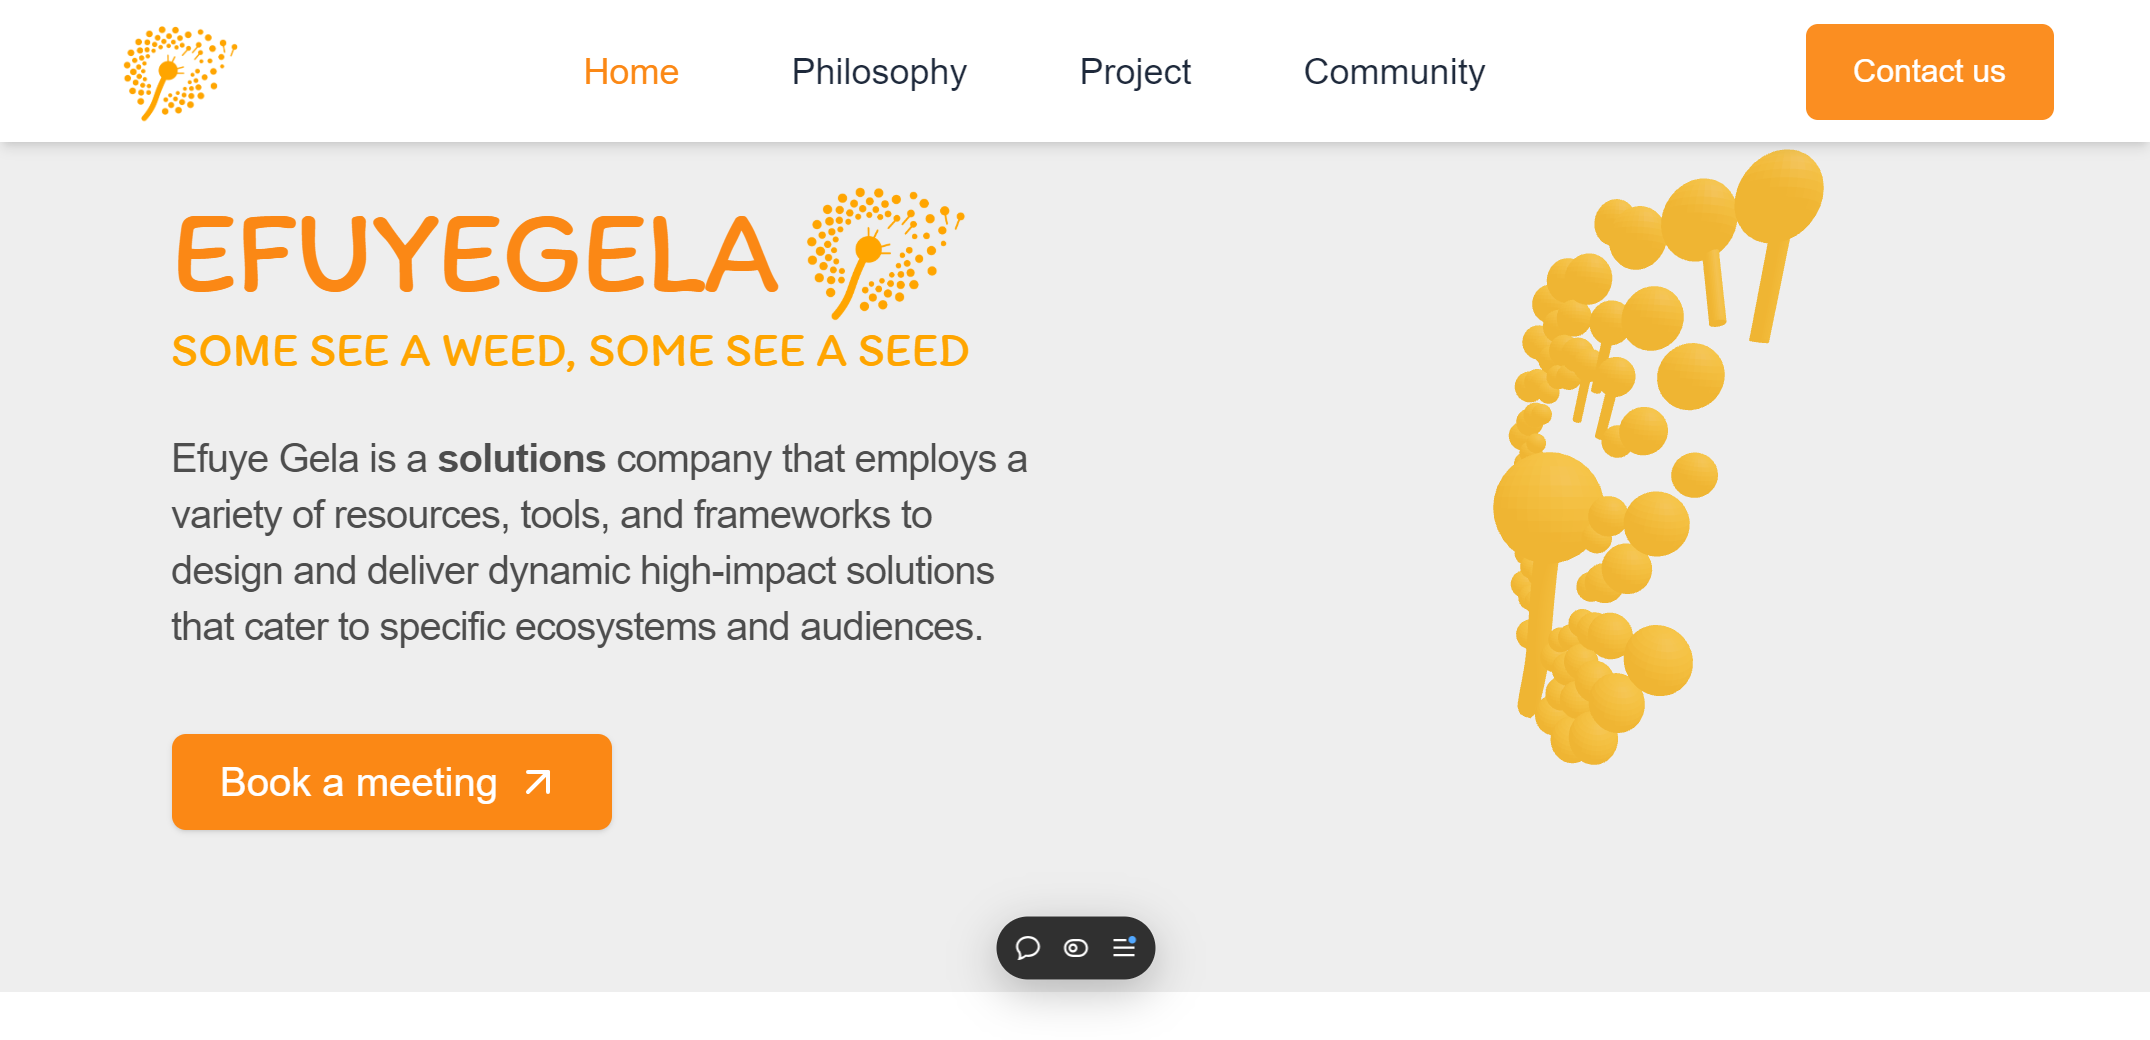 Home Philosophy Project Community Contact us
EFUYEGELA
SOME SEE A WEED, SOME SEE A SEED
Efuye Gela is a solutions company that employs a
variety of resources, tools, and frameworks to
design and deliver dynamic high-impact solutions
that cater to specific ecosystems and audiences.
Book a meeting